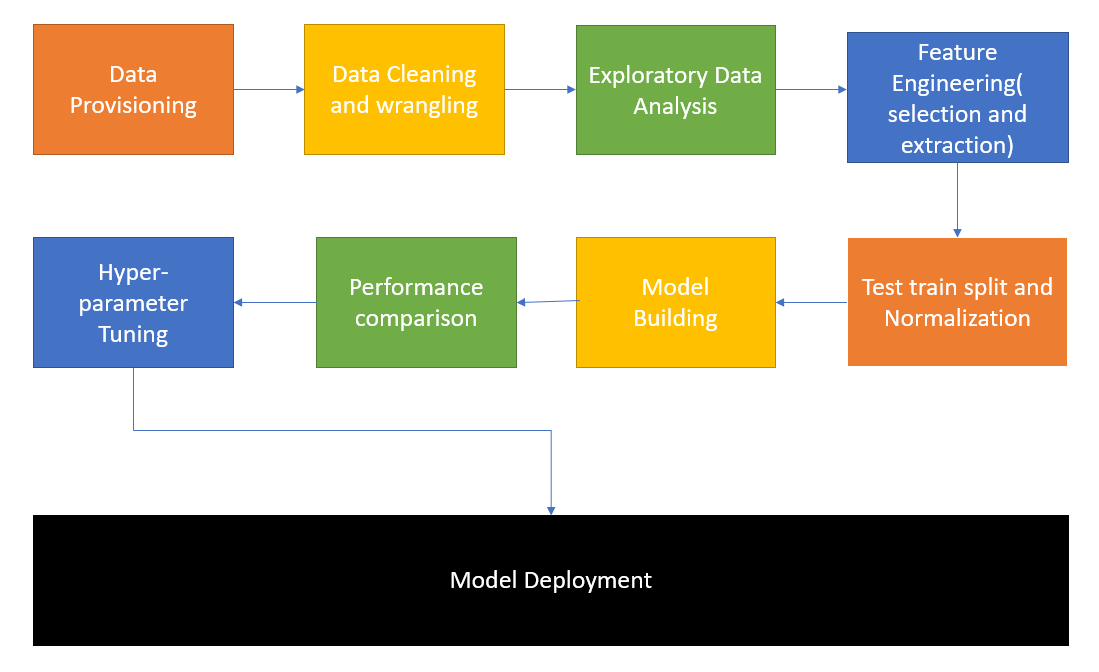 Data
Provisioning
Data Cleaning
and wrangling
Exploratory Data
Analysis
Feature
Engineering(
selection and
extraction)
Test train split and
Normalization
Model
Building
Performance
comparison
Hyper-
parameter
Tuning
Model Deployment